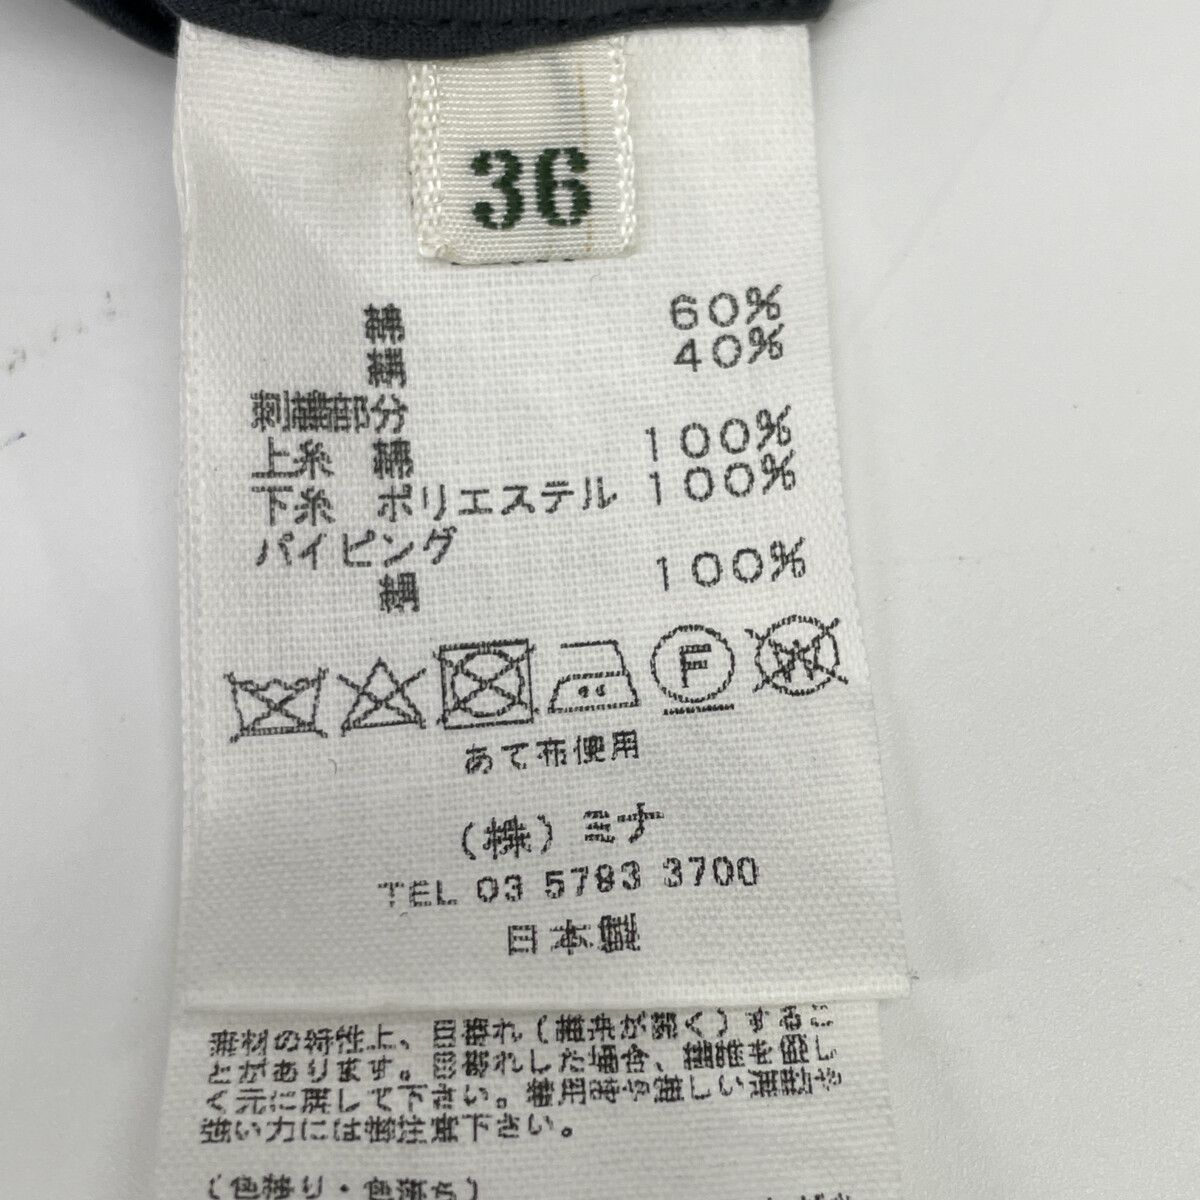 36
綿 60%
絹 40%
刺繍部分
上糸 綿 100%
下糸 ポリエステル 100%
パイピング
絹 100%
F
W
あて布使用
(株) ミナ
TEL 03 5793 3700
日本製
素材の特性上、目寄れ(織糸が開く)するこ
とがあります。目寄れした場合、繊維を優し
く元に戻して下さい。着用時や激しい運動や
強い力には御注意下さい。
(色移り・色落ち)